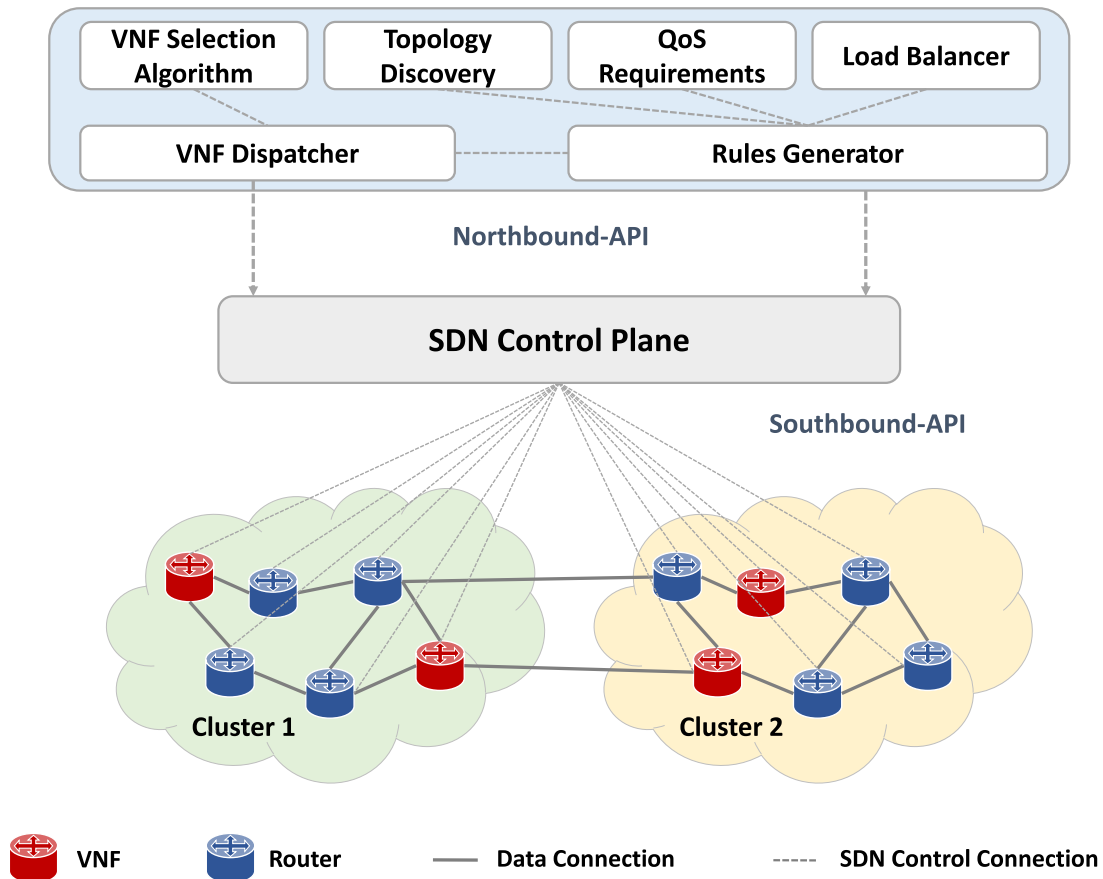 VNF Selection
Algorithm
Topology
Discovery
QoS
Requirements
Load Balancer
VNF Dispatcher
Rules Generator
Northbound-API
SDN Control Plane
Southbound-API
Cluster 1
Cluster 2
VNF
Router
Data Connection
SDN Control Connection